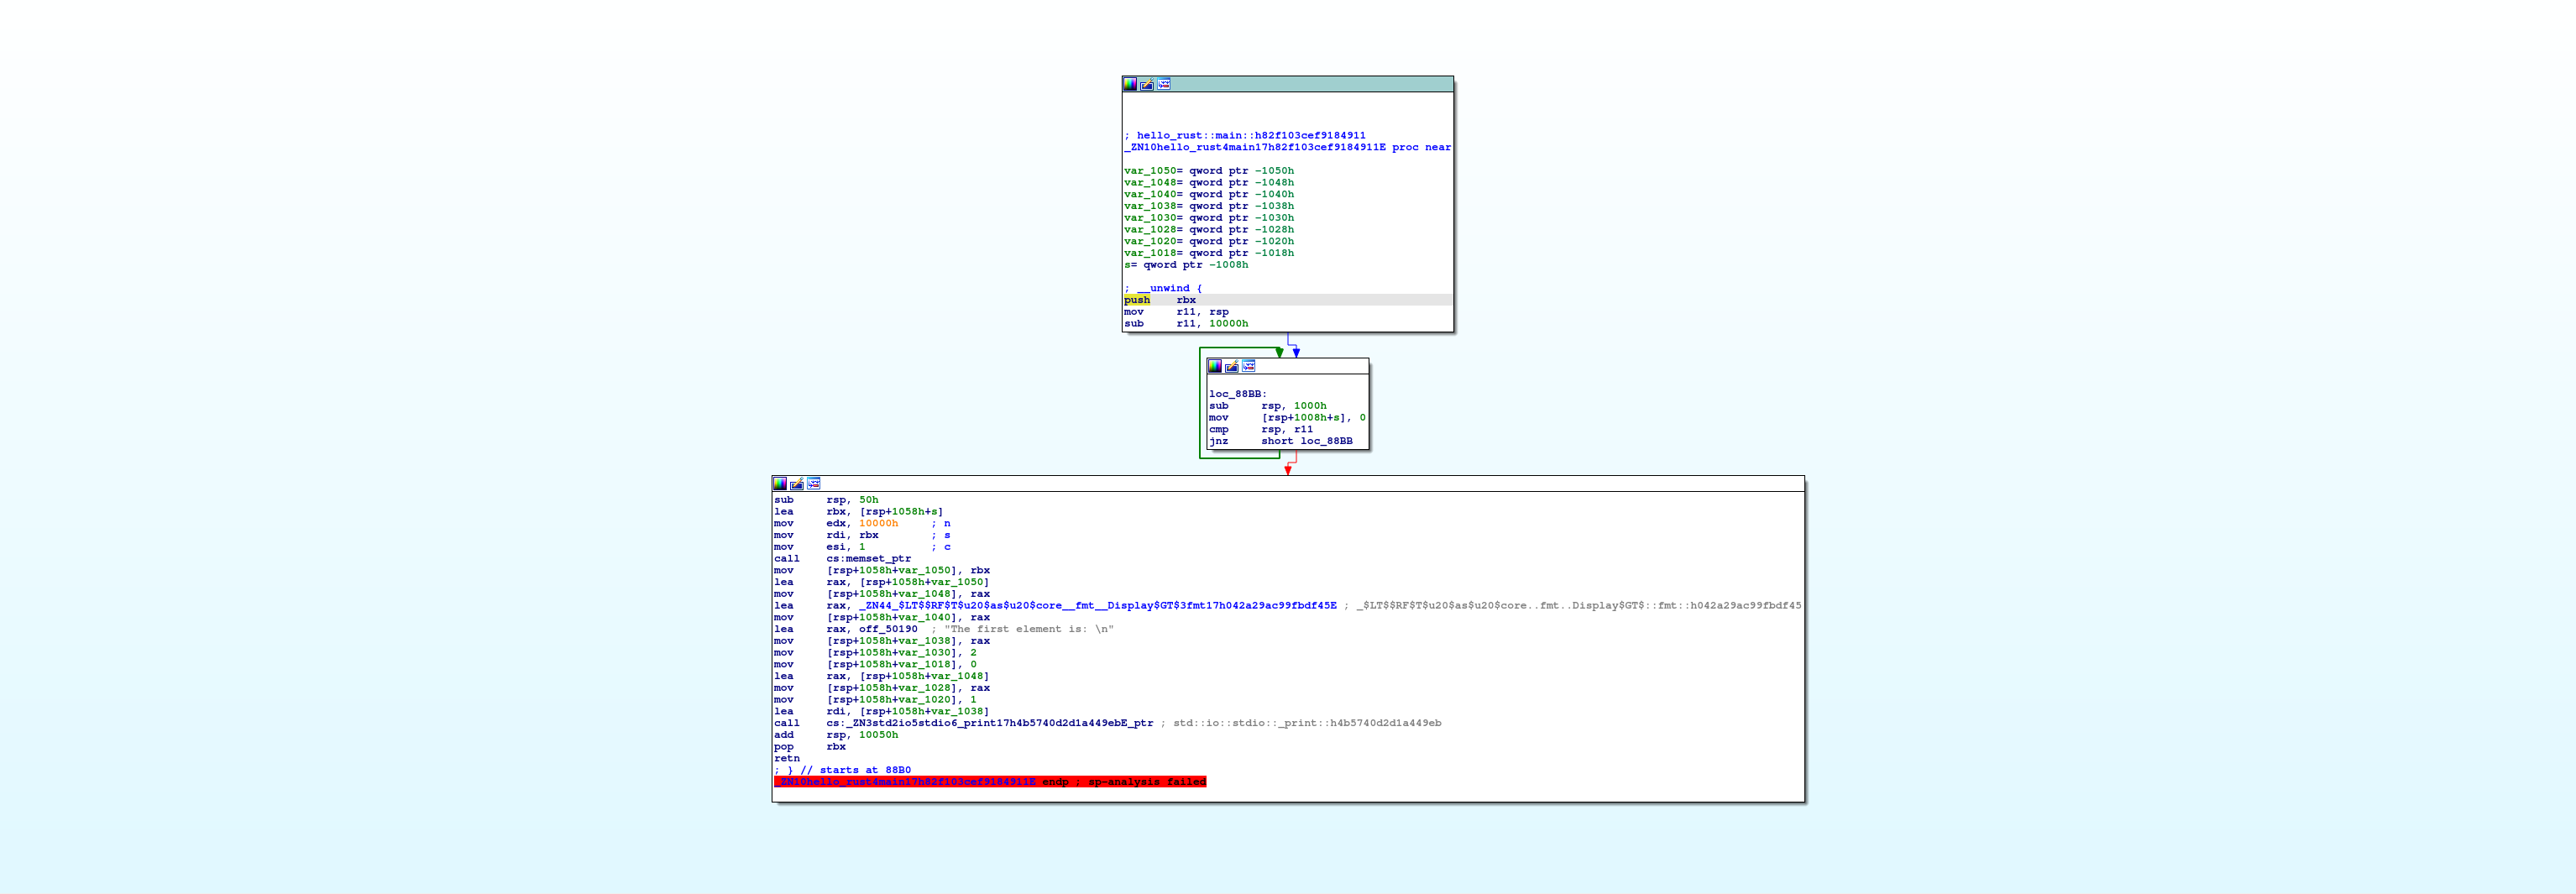 ; hello_rust::main::h82f103cef9184911
_ZN10hello_rust4main17h82f103cef9184911E proc near
var_1050= qword ptr -1050h
var_1048= qword ptr -1048h
var_1040= qword ptr -1040h
var_1038= qword ptr -1038h
var_1030= qword ptr -1030h
var_1028= qword ptr -1028h
var_1020= qword ptr -1020h
var_1018= qword ptr -1018h
s= qword ptr -1008h
; __unwind {
push rbx
mov r11, rsp
sub r11, 10000h
loc_88BB:
sub rsp, 1000h
mov [rsp+1008h+s], 0
cmp rsp, r11
jnz short loc_88BB
sub rsp, 50h
lea rbx, [rsp+1058h+s]
mov edx, 10000h ; n
mov rdi, rbx ; s
mov esi, 1 ; c
call cs:memset_ptr
mov [rsp+1058h+var_1050], rbx
lea rax, [rsp+1058h+var_1050]
mov [rsp+1058h+var_1048], rax
lea rax, _ZN44_$LT$$RF$T$u20$as$u20$core__fmt__Display$GT$3fmt17h042a29ac99fbdf45E ; _$LT$$RF$T$u20$as$u20$core..fmt..Display$GT$::fmt::h042a29ac99fbdf45
mov [rsp+1058h+var_1040], rax
lea rax, off_50190 ; "The first element is: \n"
mov [rsp+1058h+var_1038], rax
mov [rsp+1058h+var_1030], 2
mov [rsp+1058h+var_1018], 0
lea rax, [rsp+1058h+var_1048]
mov [rsp+1058h+var_1028], rax
mov [rsp+1058h+var_1020], 1
lea rdi, [rsp+1058h+var_1038]
call cs:_ZN3std2io5stdio6_print17h4b5740d2d1a449ebE_ptr ; std::io::stdio::_print::h4b5740d2d1a449eb
add rsp, 10050h
pop rbx
retn
; } // starts at 88B0
_ZN10hello_rust4main17h82f103cef9184911E endp ; sp-analysis failed